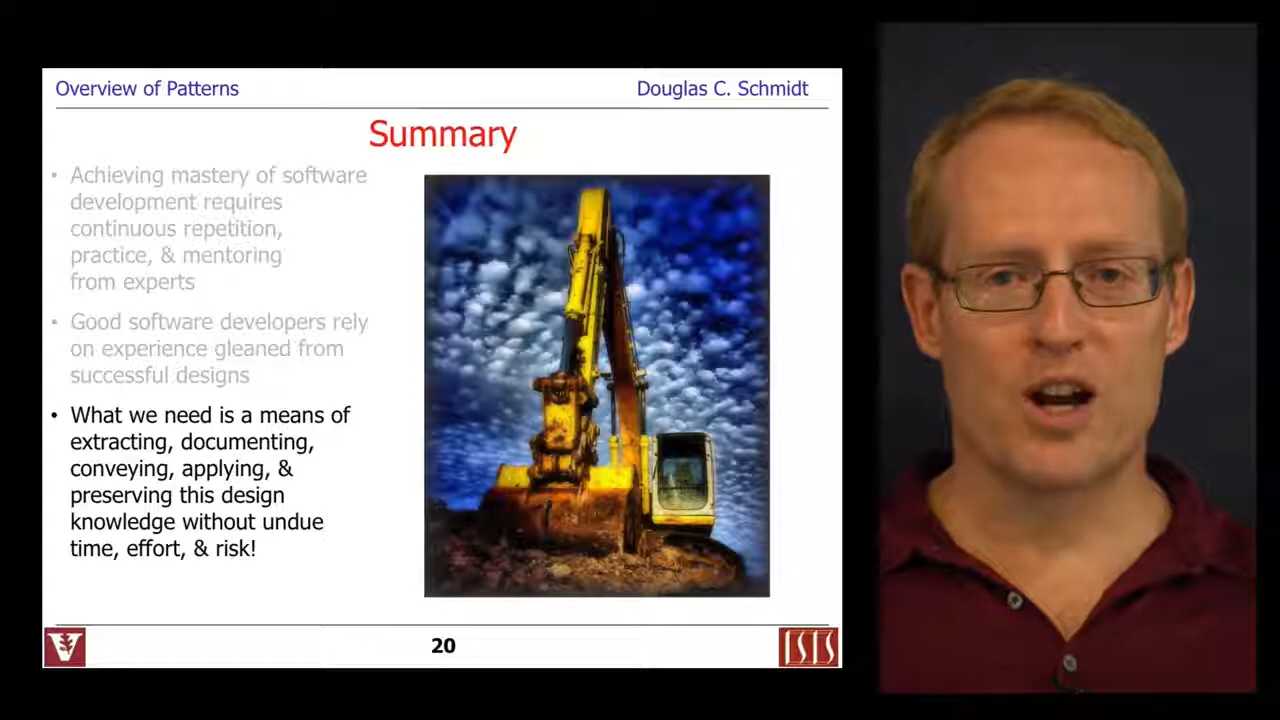 Overview of Patterns
Douglas C. Schmidt
Summary
• Achieving mastery of software
development requires
continuous repetition,
practice, & mentoring
from experts
• Good software developers rely
on experience gleaned from
successful designs
• What we need is a means of
extracting, documenting,
conveying, applying, &
preserving this design
knowledge without undue
time, effort, & risk!
V
20
ISIS